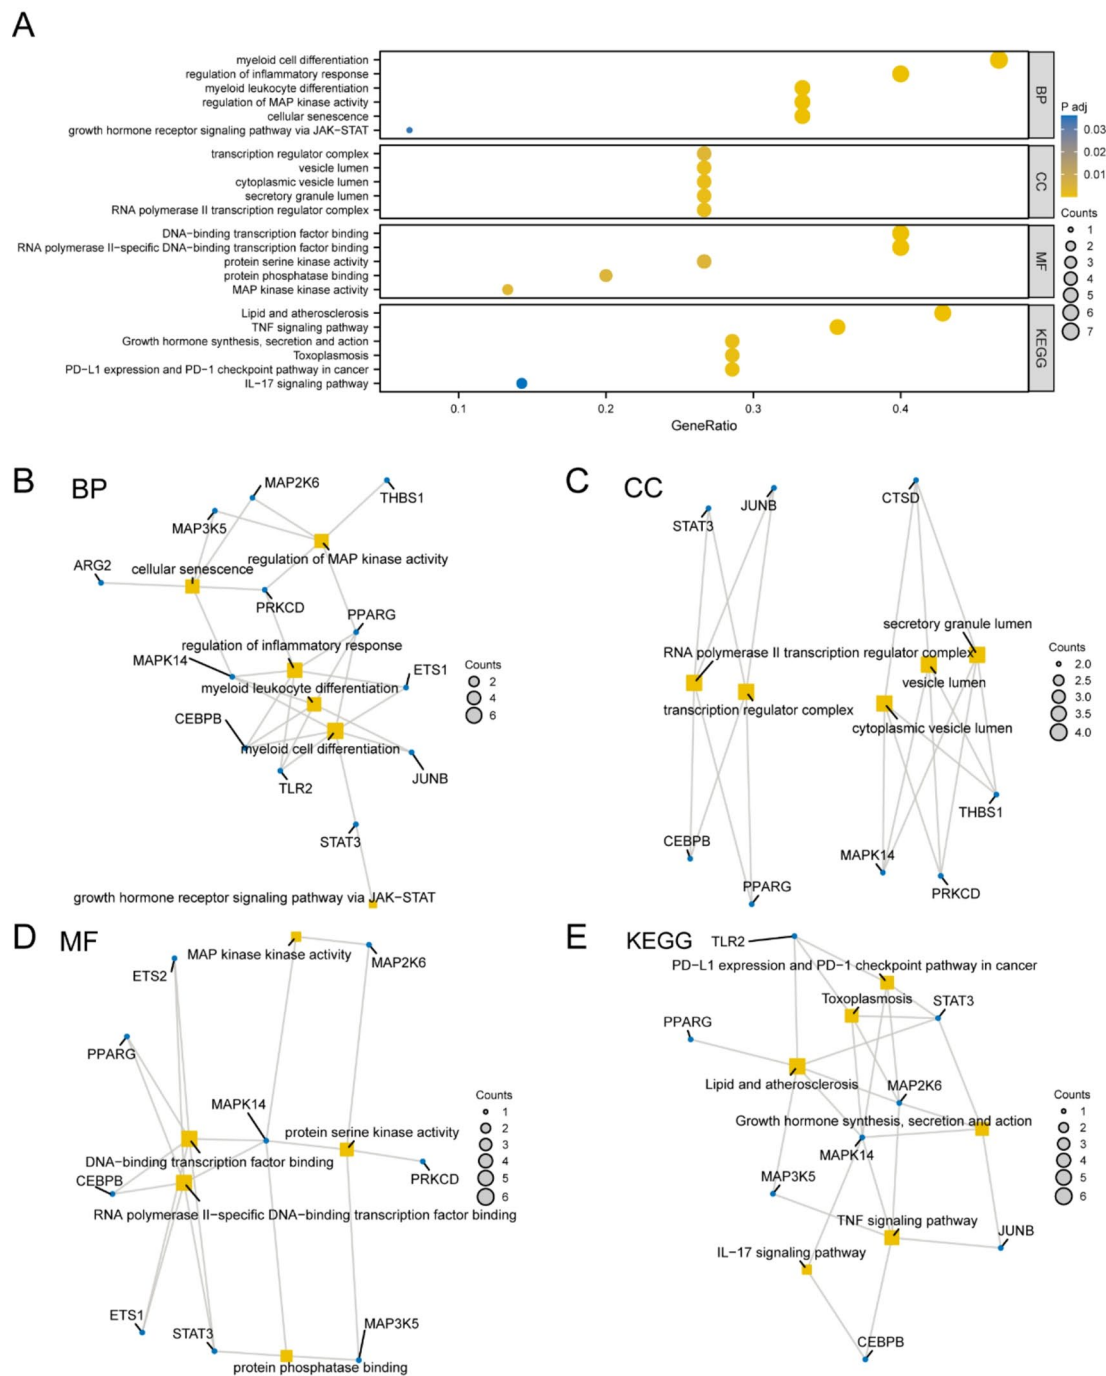 A
myeloid cell differentiation
regulation of inflammatory response
myeloid leukocyte differentiation
regulation of MAP kinase activity
cellular senescence
growth hormone receptor signaling pathway via JAK−STAT
BP
transcription regulator complex
vesicle lumen
cytoplasmic vesicle lumen
secretory granule lumen
RNA polymerase II transcription regulator complex
CC
DNA−binding transcription factor binding
RNA polymerase II−specific DNA−binding transcription factor binding
protein serine kinase activity
protein phosphatase binding
MAP kinase kinase activity
MF
Lipid and atherosclerosis
TNF signaling pathway
Growth hormone synthesis, secretion and action
Toxoplasmosis
PD−L1 expression and PD−1 checkpoint pathway in cancer
IL−17 signaling pathway
KEGG
0.1 0.2 0.3 0.4
GeneRatio
P adj
0.03
0.02
0.01
Counts
1
2
3
4
5
6
7
B BP
MAP2K6
THBS1
MAP3K5
regulation of MAP kinase activity
ARG2
cellular senescence
PRKCD
PPARG
regulation of inflammatory response
MAPK14
ETS1
myeloid leukocyte differentiation
CEBPB
myeloid cell differentiation
JUNB
TLR2
STAT3
growth hormone receptor signaling pathway via JAK−STAT
Counts
2
4
6
C CC
CTSD
JUNB
STAT3
secretory granule lumen
RNA polymerase II transcription regulator complex
vesicle lumen
transcription regulator complex
cytoplasmic vesicle lumen
THBS1
CEBPB
MAPK14
PPARG
PRKCD
Counts
2.0
2.5
3.0
3.5
4.0
D MF
MAP kinase kinase activity
MAP2K6
ETS2
PPARG
MAPK14
protein serine kinase activity
DNA−binding transcription factor binding
CEBPB
PRKCD
RNA polymerase II−specific DNA−binding transcription factor binding
ETS1
STAT3
MAP3K5
protein phosphatase binding
Counts
1
2
3
4
5
6
E KEGG
TLR2
PD−L1 expression and PD−1 checkpoint pathway in cancer
Toxoplasmosis
STAT3
PPARG
Lipid and atherosclerosis
MAP2K6
Growth hormone synthesis, secretion and action
MAPK14
MAP3K5
TNF signaling pathway
JUNB
IL−17 signaling pathway
CEBPB
Counts
1
2
3
4
5
6